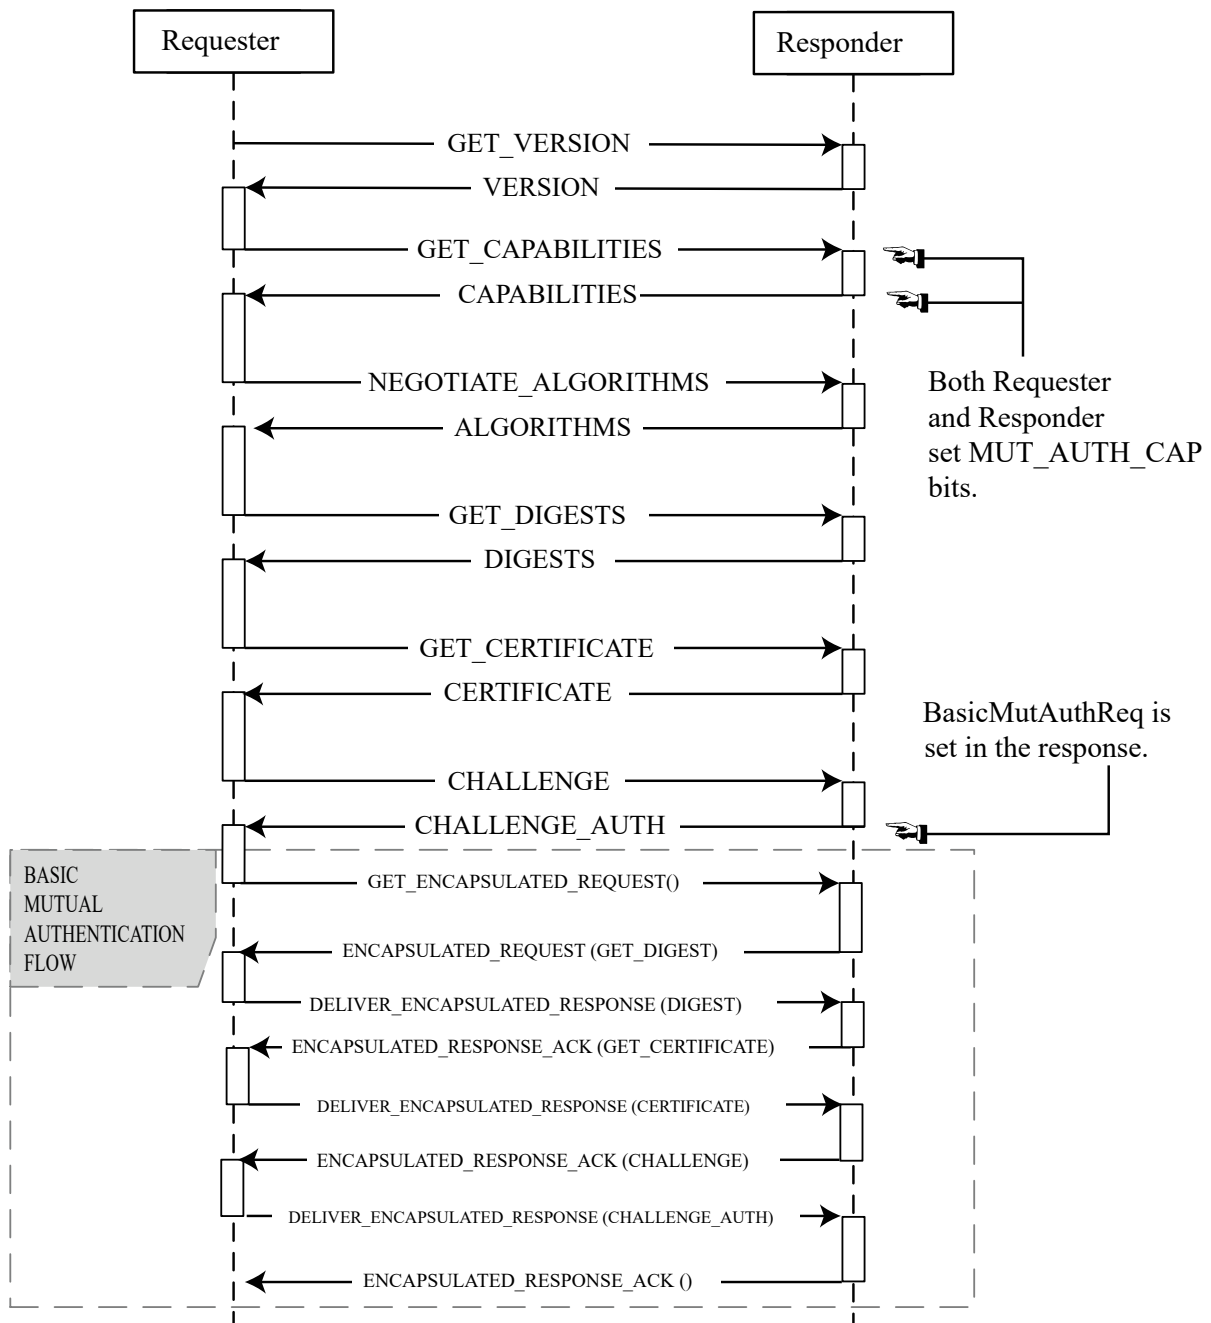 Requester
Responder
GET_VERSION
VERSION
GET_CAPABILITIES
CAPABILITIES
NEGOTIATE_ALGORITHMS
Both Requester
and Responder
set MUT_AUTH_CAP
bits.
ALGORITHMS
GET_DIGESTS
DIGESTS
GET_CERTIFICATE
CERTIFICATE
BasicMutAuthReq is
set in the response.
CHALLENGE
CHALLENGE_AUTH
BASIC
MUTUAL
AUTHENTICATION
FLOW
GET_ENCAPSULATED_REQUEST()
ENCAPSULATED_REQUEST (GET_DIGEST)
DELIVER_ENCAPSULATED_RESPONSE (DIGEST)
ENCAPSULATED_RESPONSE_ACK (GET_CERTIFICATE)
DELIVER_ENCAPSULATED_RESPONSE (CERTIFICATE)
ENCAPSULATED_RESPONSE_ACK (CHALLENGE)
DELIVER_ENCAPSULATED_RESPONSE (CHALLENGE_AUTH)
ENCAPSULATED_RESPONSE_ACK ()